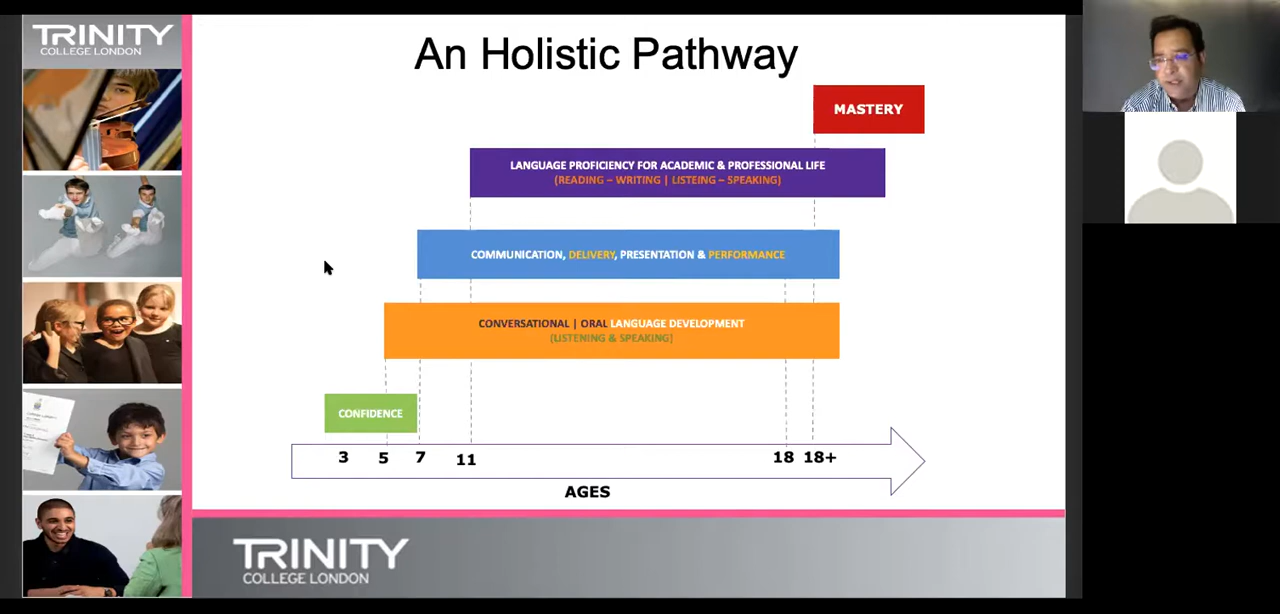 TRINITY
COLLEGE LONDON
An Holistic Pathway
MASTERY
LANGUAGE PROFICIENCY FOR ACADEMIC & PROFESSIONAL LIFE
(READING – WRITING | LISTEING – SPEAKING)
COMMUNICATION, DELIVERY, PRESENTATION & PERFORMANCE
CONVERSATIONAL | ORAL LANGUAGE DEVELOPMENT
(LISTENING & SPEAKING)
CONFIDENCE
3 5 7 11 18 18+
AGES
TRINITY
COLLEGE LONDON